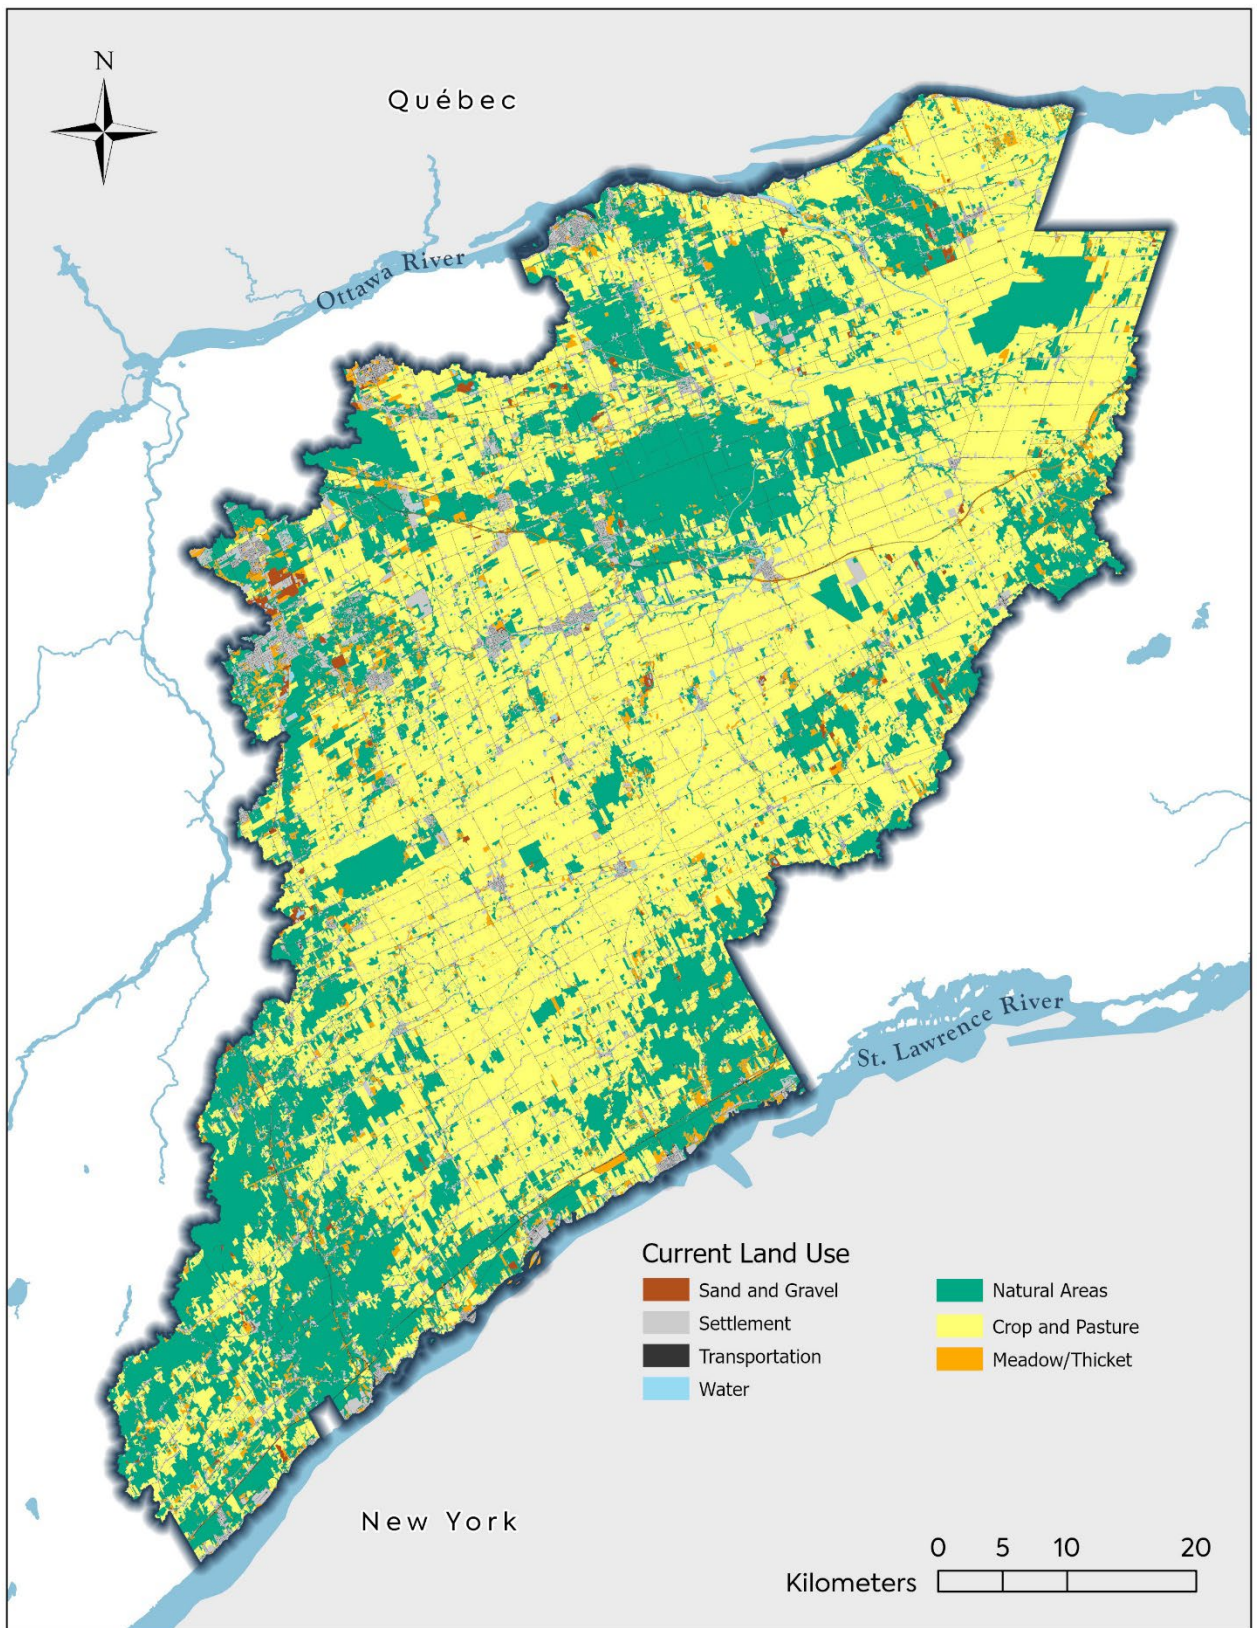 N
Québec
Ottawa River
St. Lawrence River
Current Land Use
Sand and Gravel
Settlement
Transportation
Water
Natural Areas
Crop and Pasture
Meadow/Thicket
New York
0 5 10 20
Kilometers